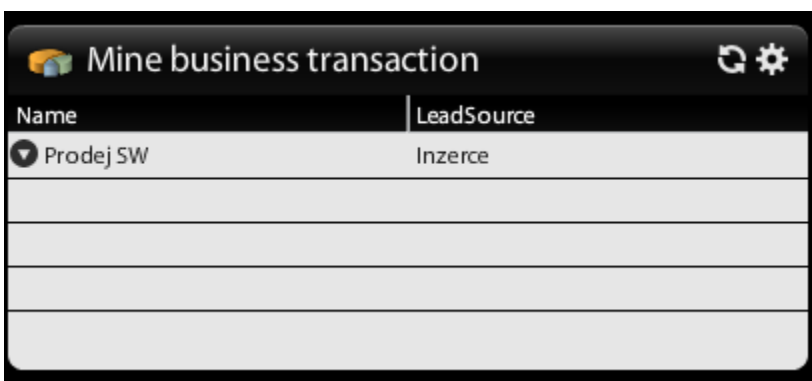 Mine business transaction
Name LeadSource
Prodej SW Inzerce